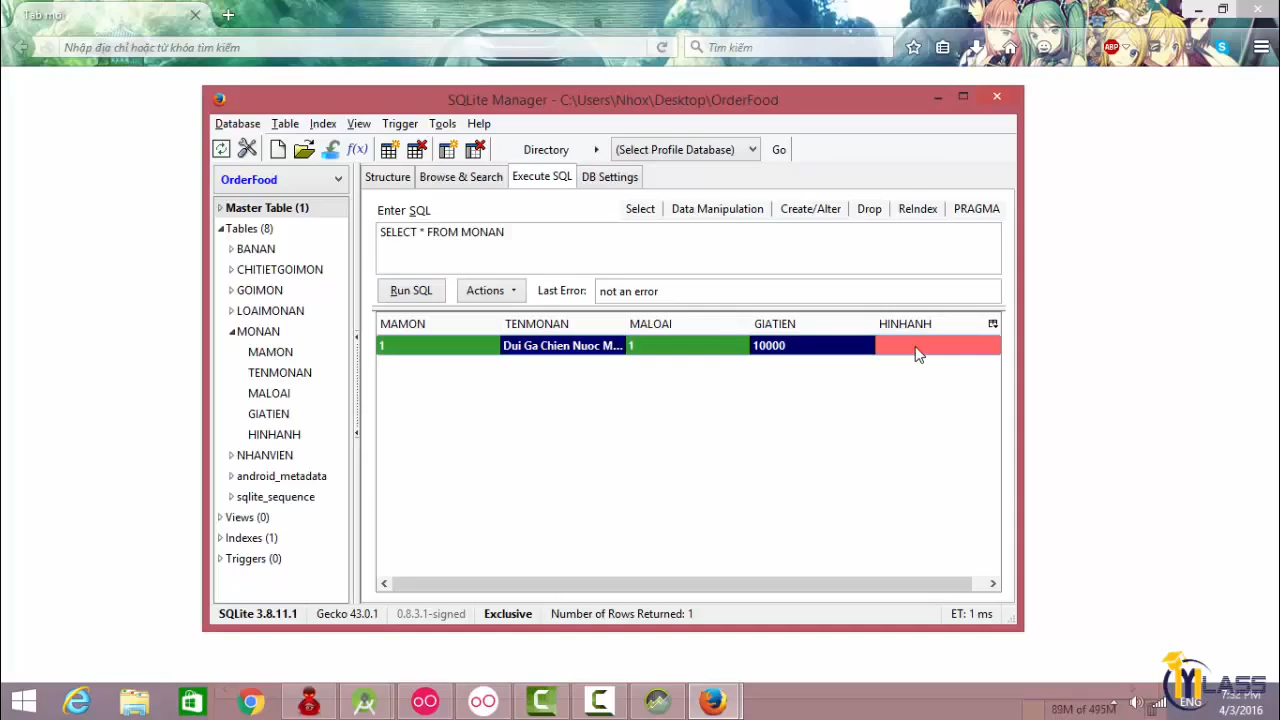 Tab mới
Nhập địa chỉ hoặc từ khóa tìm kiếm
Tìm kiếm
ABP
S
SQLite Manager - C:\Users\Nhox\Desktop\OrderFood
Database Table Index View Trigger Tools Help
f(x) Directory (Select Profile Database) Go
OrderFood
Structure Browse & Search Execute SQL DB Settings
Master Table (1)
Tables (8)
BANAN
CHITIETGOIMON
GOIMON
LOAIMONAN
MONAN
MAMON
TENMONAN
MALOAI
GIATIEN
HINHANH
NHANVIEN
android_metadata
sqlite_sequence
Views (0)
Indexes (1)
Triggers (0)
Enter SQL Select Data Manipulation Create/Alter Drop ReIndex PRAGMA
SELECT * FROM MONAN
Run SQL Actions Last Error: not an error
MAMON TENMONAN MALOAI GIATIEN HINHANH
1 Dui Ga Chien Nuoc M... 1 10000
SQLite 3.8.11.1 Gecko 43.0.1 0.8.3.1-signed Exclusive Number of Rows Returned: 1 ET: 1 ms
89M of 495M
ENG
7:52 PM
4/3/2016